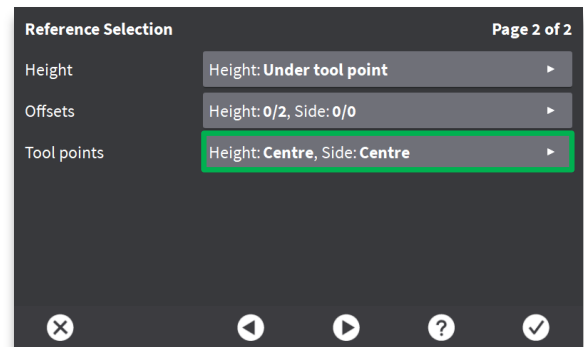 Reference Selection Page 2 of 2
Height Height: Under tool point
Offsets Height: 0/2, Side: 0/0
Tool points Height: Centre, Side: Centre
?